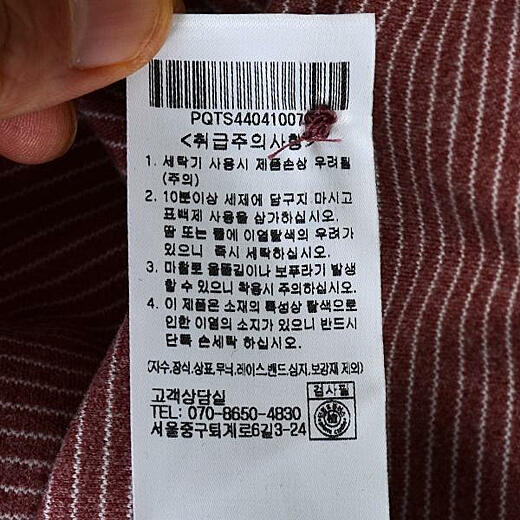 PQTS44041007
<취급주의사항>
1. 세탁기 사용시 제품손상 우려됨
(주의)
2. 10분이상 세제에 담구지 마시고
표백제 사용을 삼가하십시오.
땀 또는 물에 이염탈색의 우려가
있으니 즉시 세탁하십시오.
3. 마찰로 올뜯김이나 보푸라기 발생
할 수 있으니 착용시 주의하십시오.
4. 이 제품은 소재의 특성상 탈색으로
인한 이염의 소지가 있으니 반드시
단독 손세탁 하십시오.
(자수,장식,상표,무늬,레이스,밴드,심지,보강재 제외)
고객상담실
검사필
TEL: 070-8650-4830
서울중구퇴계로6길3-24